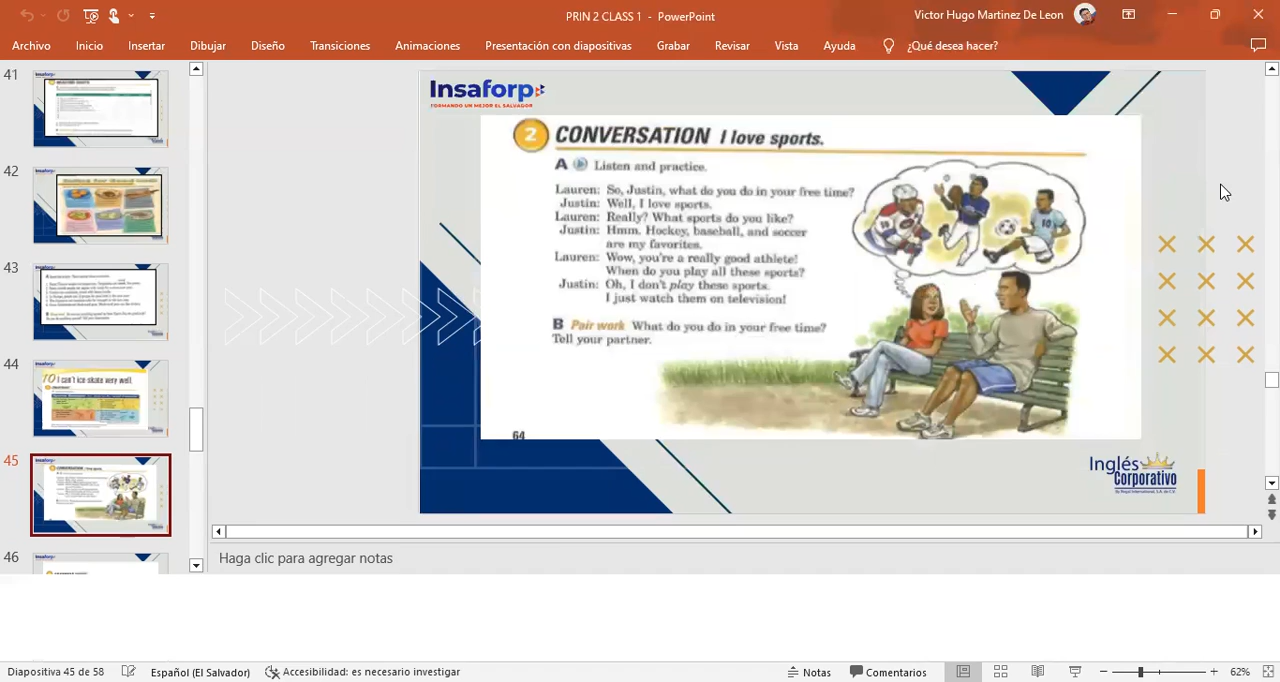 PRIN 2 CLASS 1 - PowerPoint
Victor Hugo Martinez De Leon
Archivo Inicio Insertar Dibujar Diseño Transiciones Animaciones Presentación con diapositivas Grabar Revisar Vista Ayuda ¿Qué desea hacer?
41
42
43
44
10 I can't ice skate very well.
45
46
Insaforp
FORMANDO UN MEJOR EL SALVADOR
2 CONVERSATION I love sports.
A Listen and practice.
Lauren: So, Justin, what do you do in your free time?
Justin: Well, I love sports.
Lauren: Really? What sports do you like?
Justin: Hmm. Hockey, baseball, and soccer
are my favorites.
Lauren: Wow, you're a really good athlete!
When do you play all these sports?
Justin: Oh, I don't play these sports.
I just watch them on television!
B Pair work What do you do in your free time?
Tell your partner.
10
64
Inglés
Corporativo
Haga clic para agregar notas
Diapositiva 45 de 58 Español (El Salvador) Accesibilidad: es necesario investigar Notas Comentarios 62%